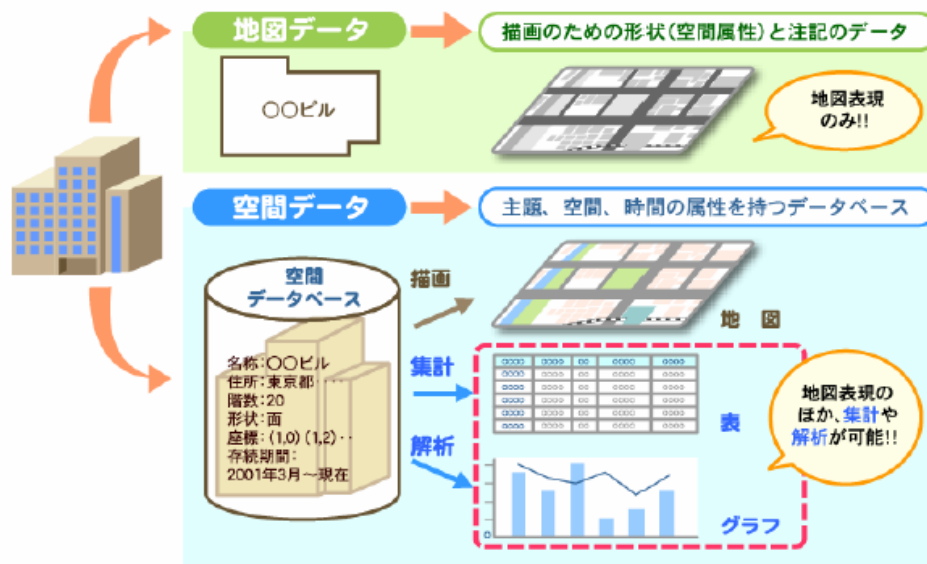 地図データ
描画のための形状(空間属性)と注記のデータ
〇〇ビル
地図表現
のみ!!
空間データ
主題、空間、時間の属性を持つデータベース
空間
データベース
名称:〇〇ビル
住所:東京都‥‥
階数:20
形状:面
座標:(1,0)(1,2)‥
存続期間:
2001年3月～現在
描画
地 図
集計
解析
○○○○ ○○○○ ○○ ○○○○ ○○○○
○○○○ ○○○○ ○○ ○○○○ ○○○○
○○○○ ○○○○ ○○ ○○○○ ○○○○
○○○○ ○○○○ ○○ ○○○○ ○○○○
○○○○ ○○○○ ○○ ○○○○ ○○○○
○○○○ ○○○○ ○○ ○○○○ ○○○○
表
0
グラフ
地図表現の
ほか、集計や
解析が可能!!